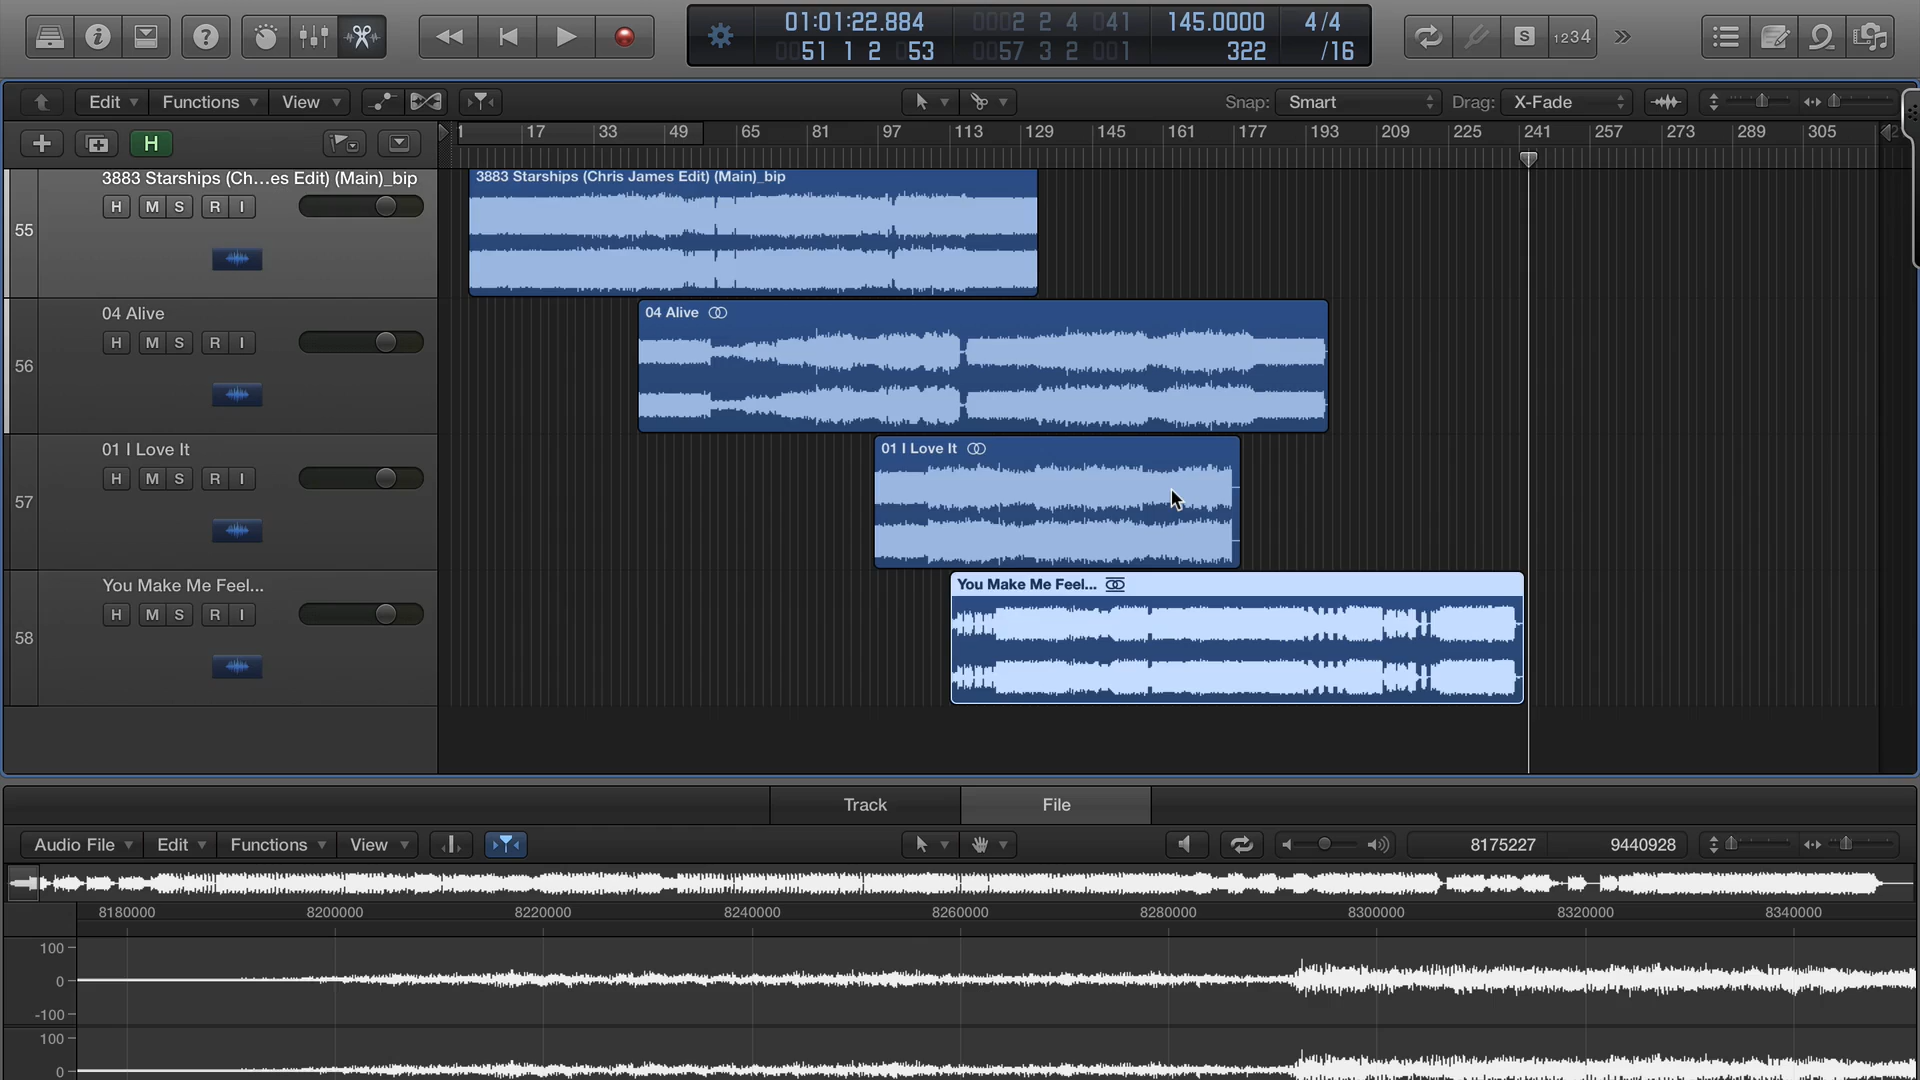 01:01:22.884 0002 2 4 041 145.0000 4/4
0051 1 2 053 0057 3 2 001 322 /16
? S 1234
Edit Functions View Snap: Smart Drag: X-Fade
H 1 17 33 49 65 81 97 113 129 145 161 177 193 209 225 241 257 273 289 305
3883 Starships (Ch...es Edit) (Main)_bip
H M S R I
55
3883 Starships (Chris James Edit) (Main)_bip
04 Alive
H M S R I
56
04 Alive
01 I Love It
H M S R I
57
01 I Love It
You Make Me Feel...
H M S R I
58
You Make Me Feel...
Track File
Audio File Edit Functions View 8175227 9440928
8180000 8200000 8220000 8240000 8260000 8280000 8300000 8320000 8340000
100
0
-100
100
0